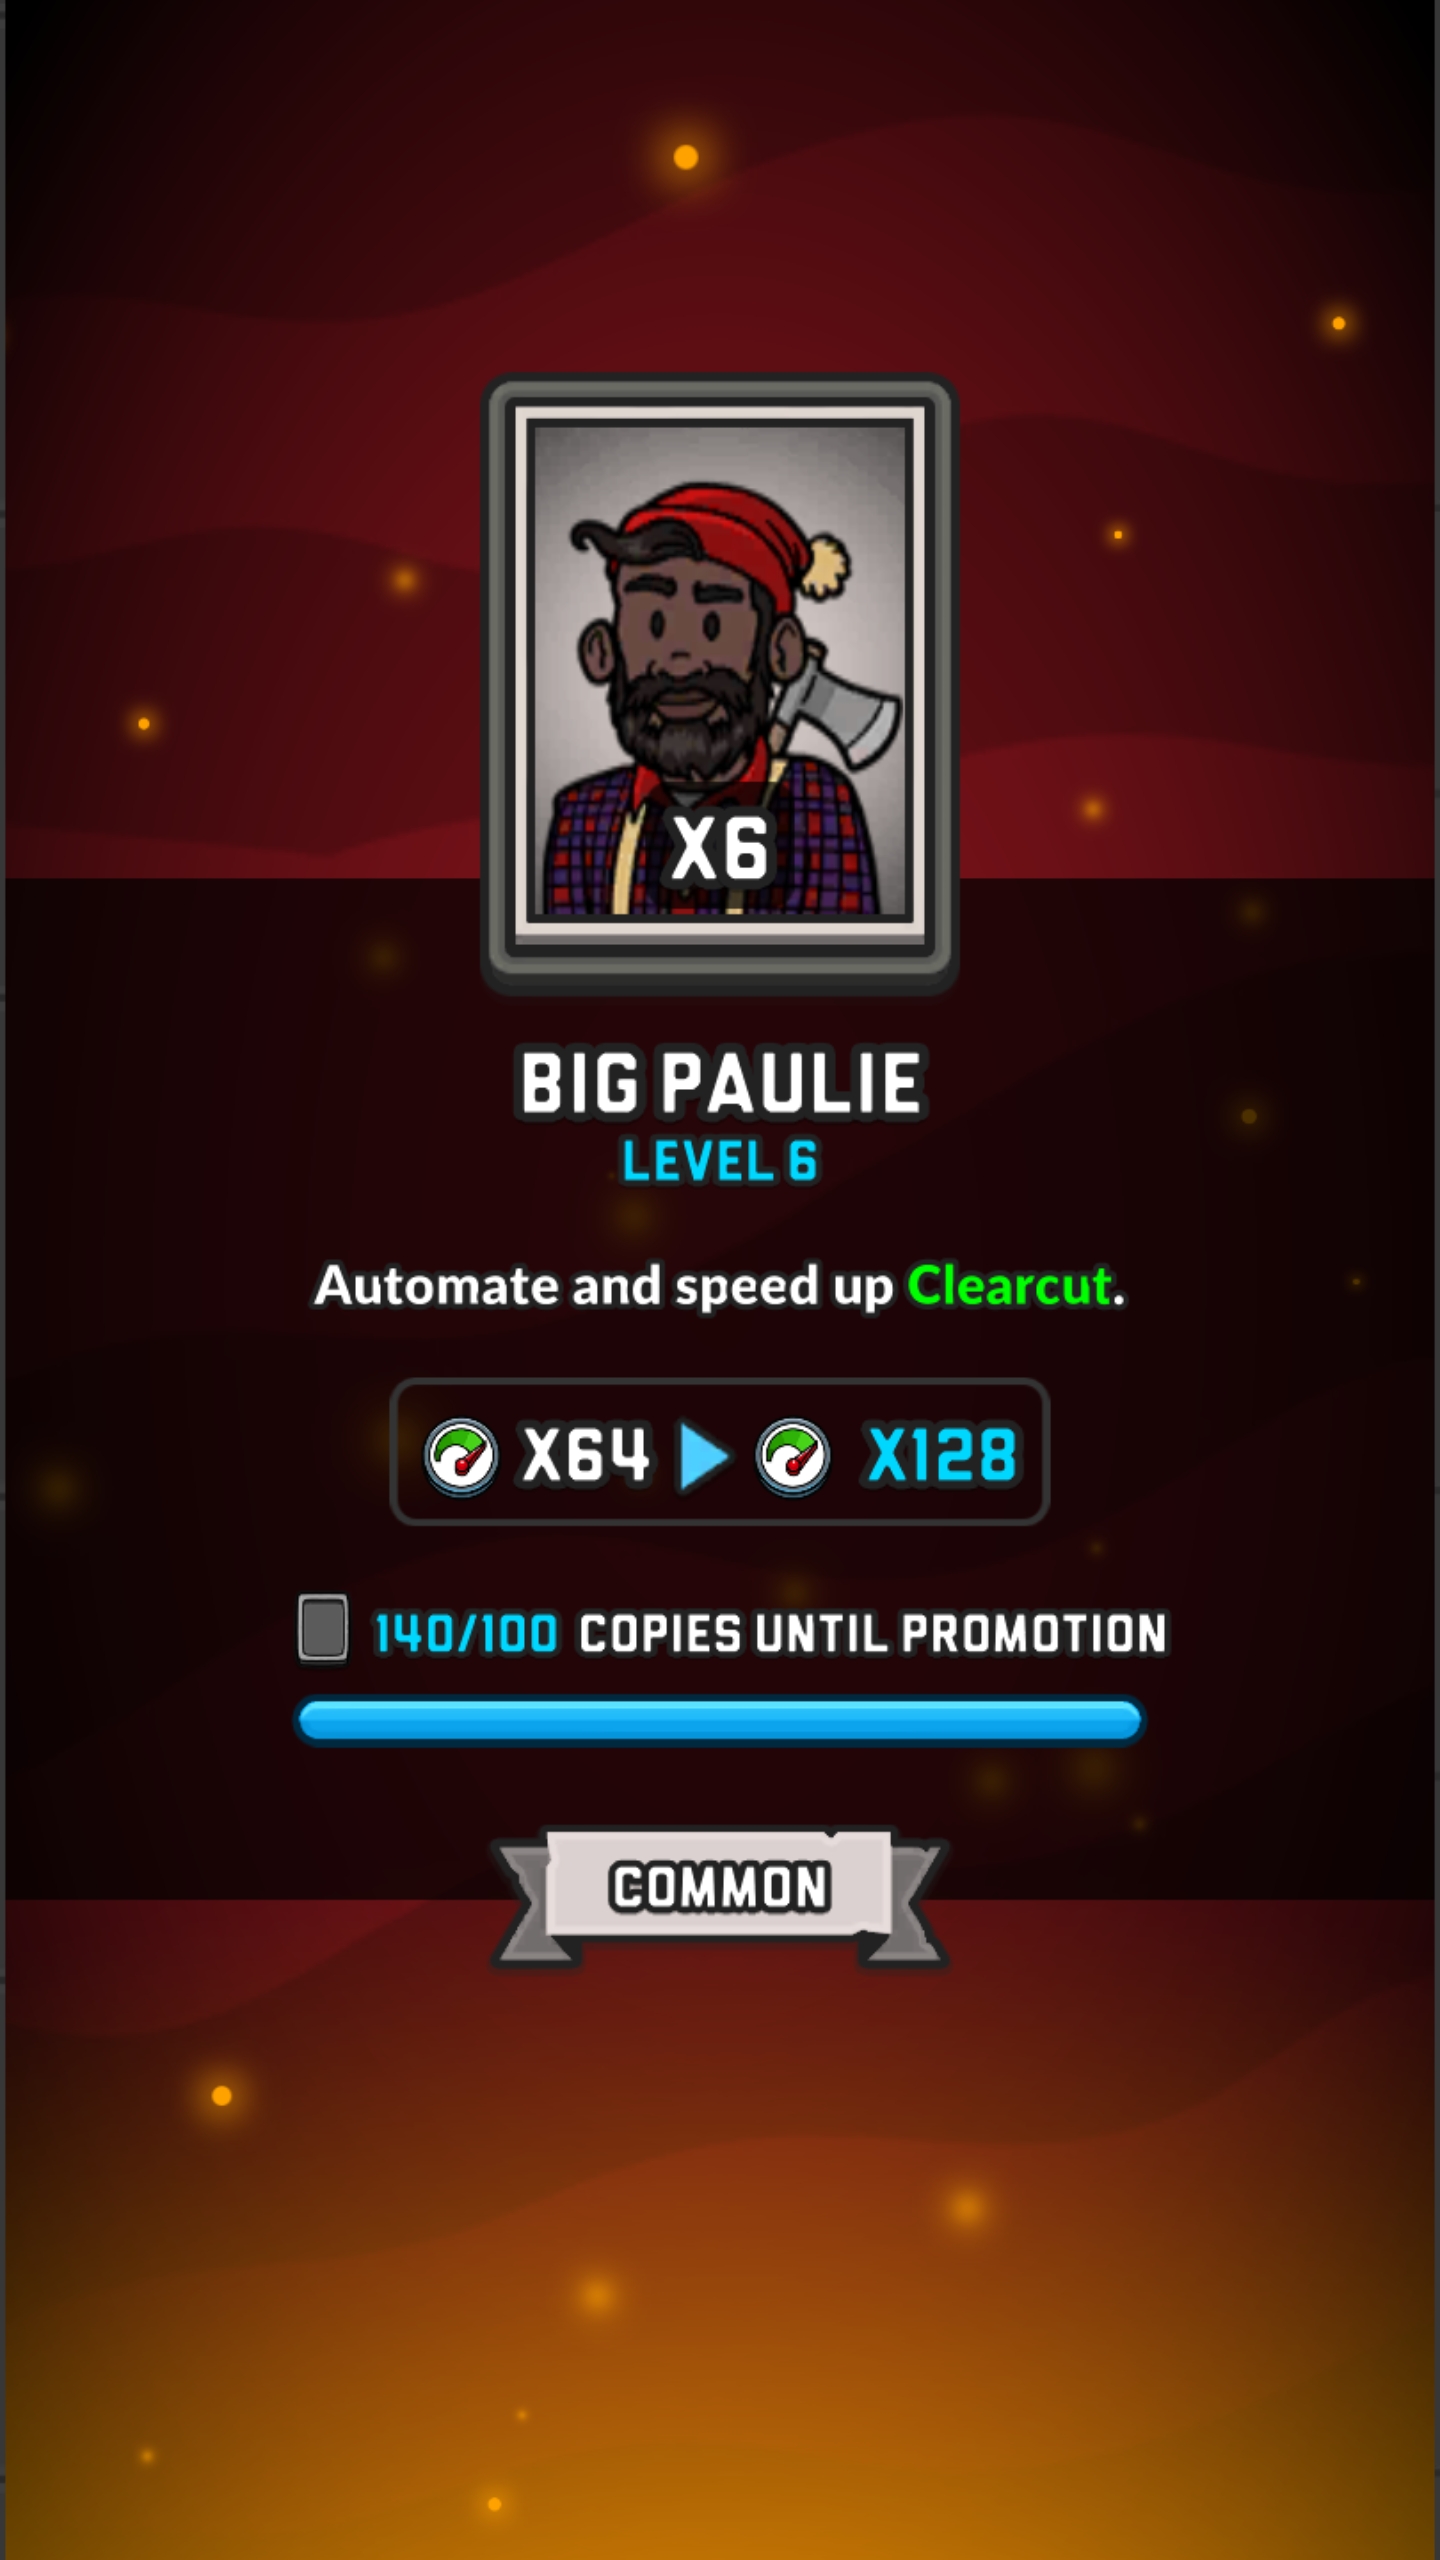 X6
BIG PAULIE
LEVEL 6
Automate and speed up Clearcut.
X64 X128
140/100 COPIES UNTIL PROMOTION
COMMON